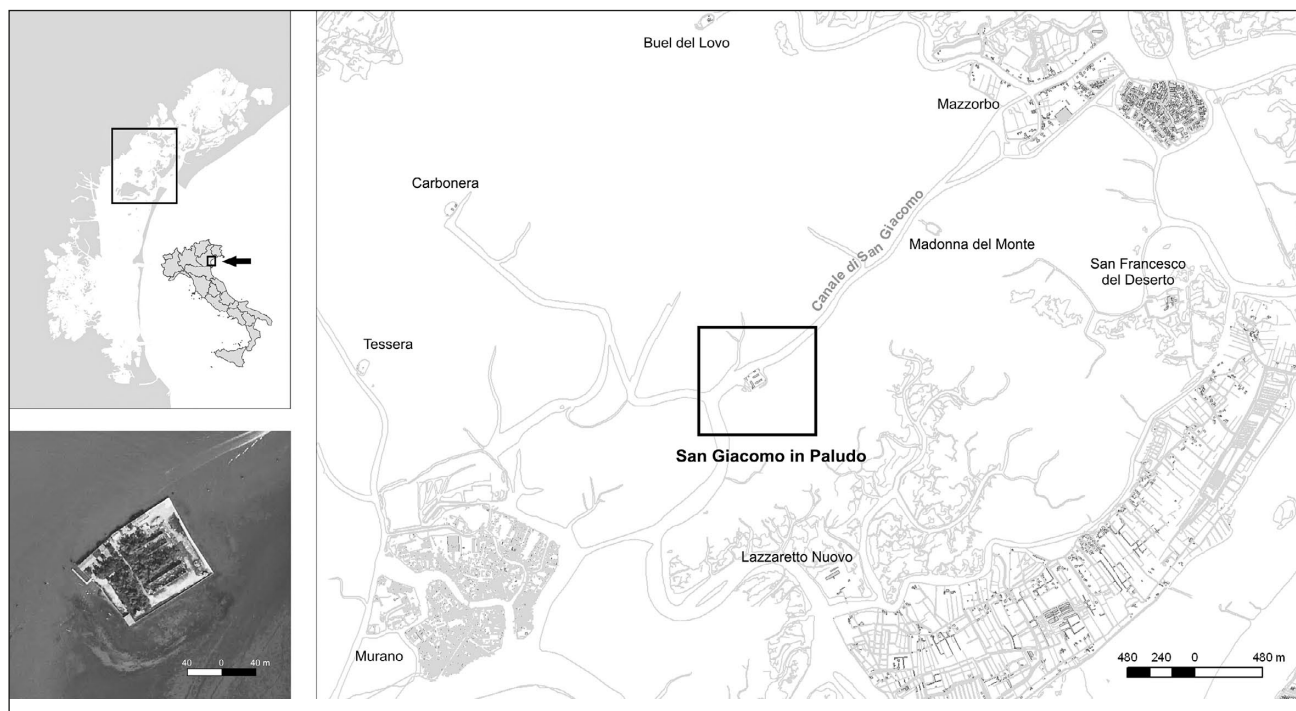 Buel del Lovo
Mazzorbo
Carbonera
Canale di San Giacomo
Madonna del Monte
San Francesco
del Deserto
Tessera
San Giacomo in Paludo
Lazzaretto Nuovo
Murano
40 0 40 m
480 240 0 480 m